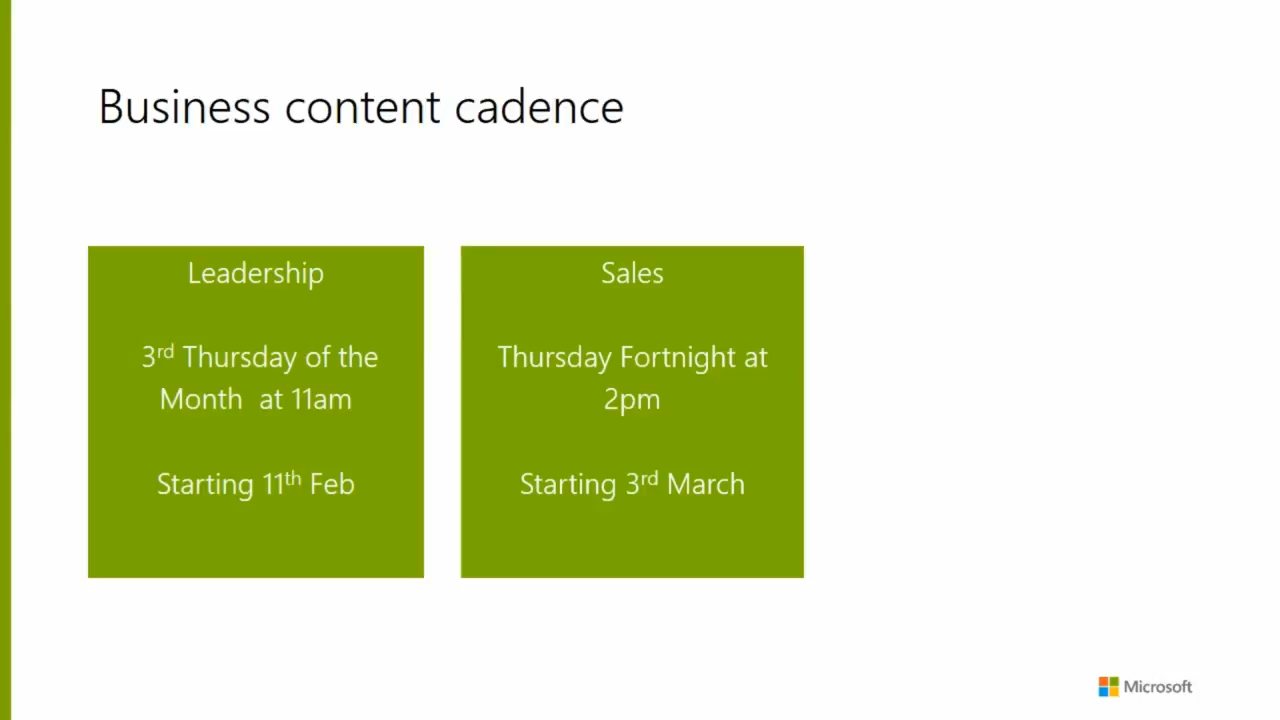 Business content cadence
Leadership
3rd Thursday of the
Month at 11am
Starting 11th Feb
Sales
Thursday Fortnight at
2pm
Starting 3rd March
Microsoft